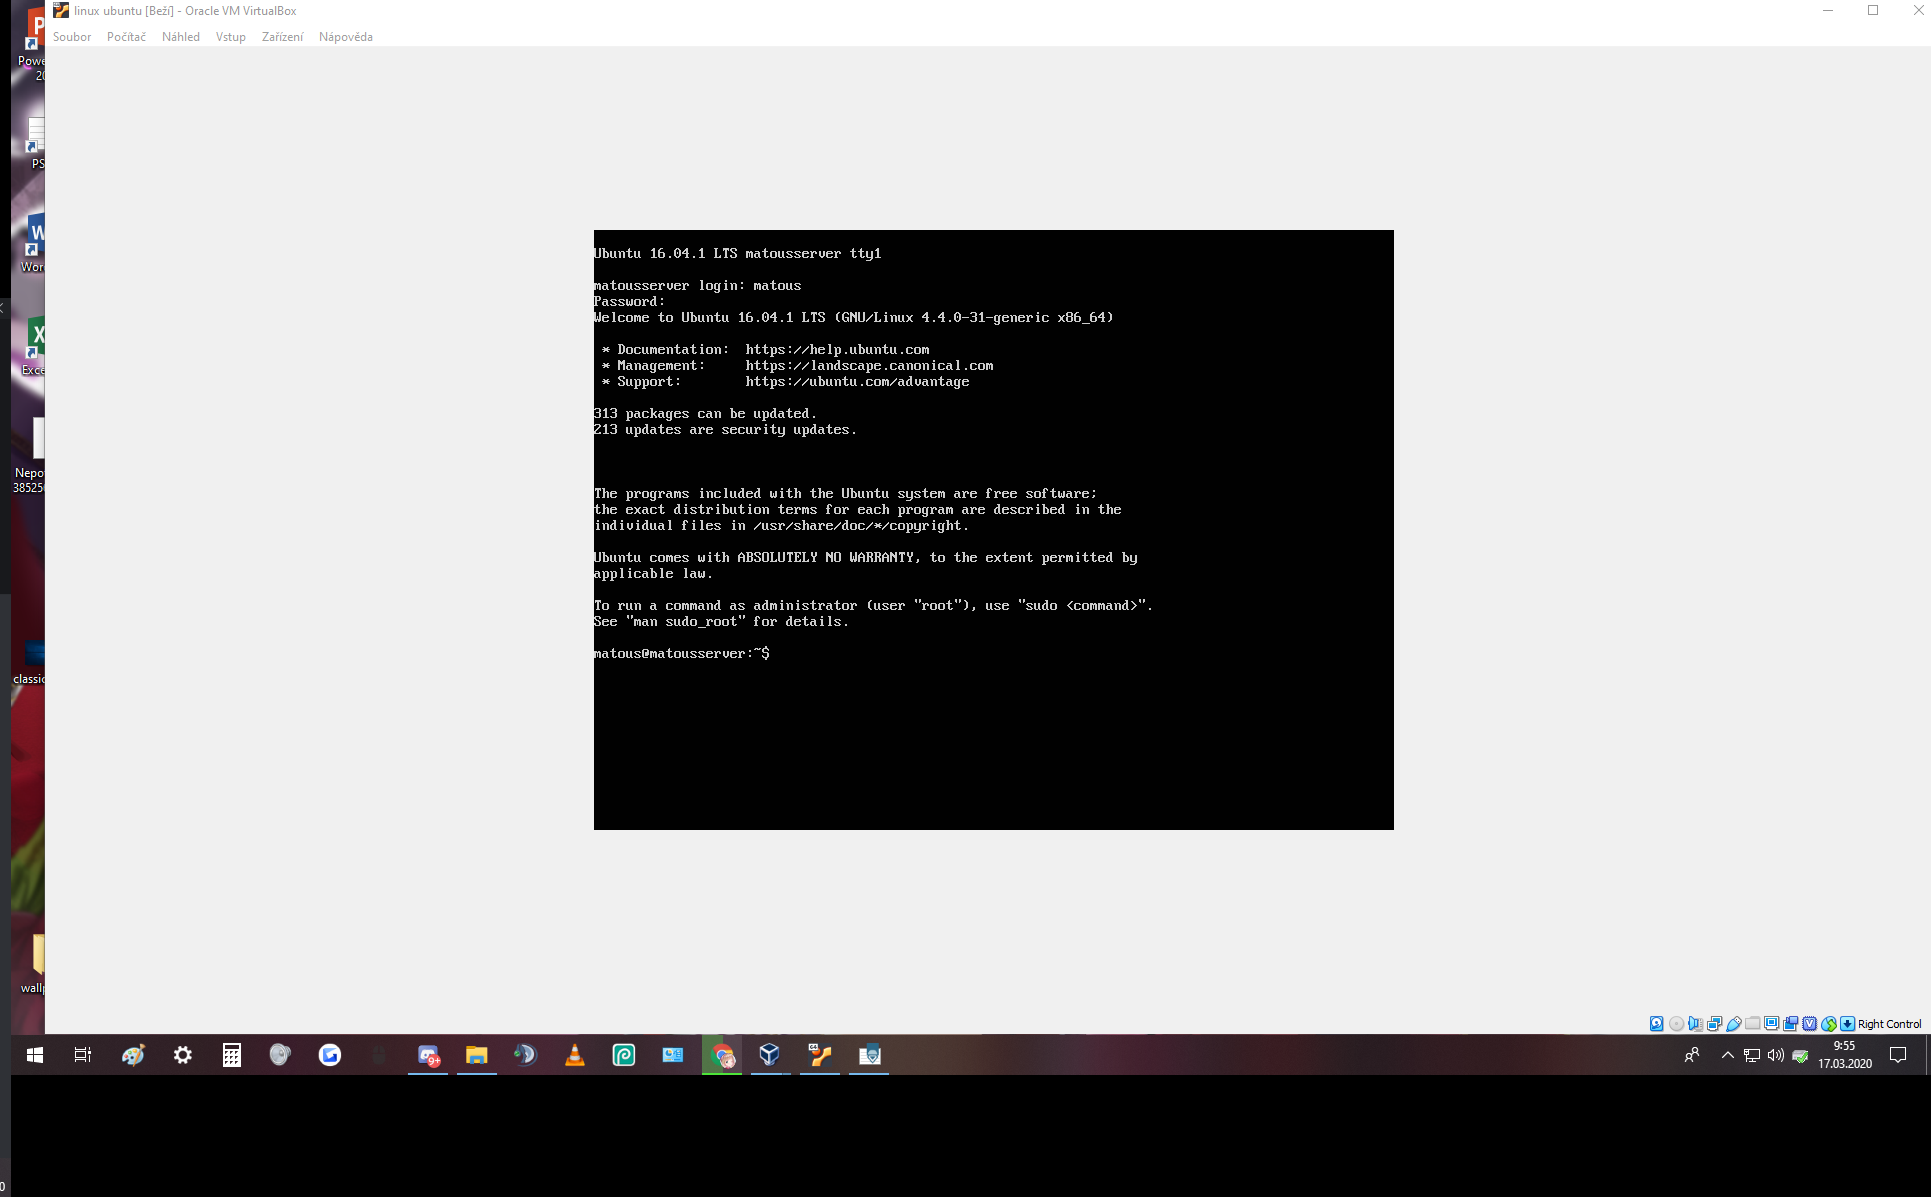 linux ubuntu [Beží] - Oracle VM VirtualBox
Soubor Počítač Náhled Vstup Zařízení Nápověda
Powe
20
PS
Wor
Exce
Nepo
38525
classic
wallp
Ubuntu 16.04.1 LTS matousserver tty1
matousserver login: matous
Password:
Welcome to Ubuntu 16.04.1 LTS (GNU/Linux 4.4.0-31-generic x86_64)
* Documentation: https://help.ubuntu.com
* Management: https://landscape.canonical.com
* Support: https://ubuntu.com/advantage
313 packages can be updated.
213 updates are security updates.
The programs included with the Ubuntu system are free software;
the exact distribution terms for each program are described in the
individual files in /usr/share/doc/*/copyright.
Ubuntu comes with ABSOLUTELY NO WARRANTY, to the extent permitted by
applicable law.
To run a command as administrator (user "root"), use "sudo <command>".
See "man sudo_root" for details.
matous@matousserver:~$
Right Control
9:55
17.03.2020